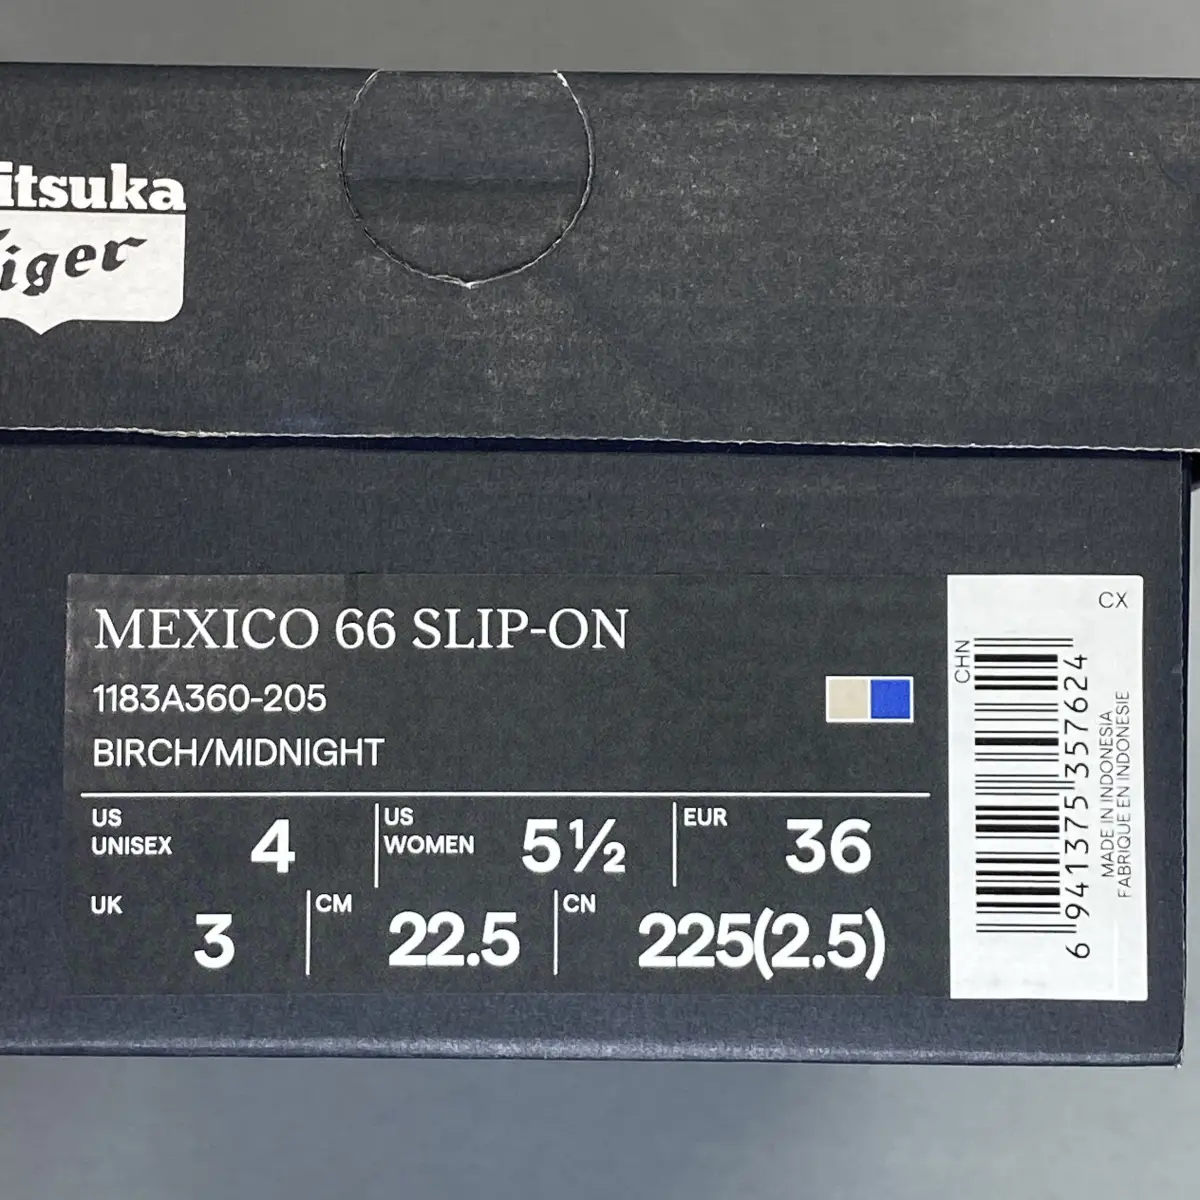 itsuka
iger
MEXICO 66 SLIP-ON
1183A360-205
BIRCH/MIDNIGHT
US UNISEX 4
US WOMEN 5½
EUR 36
UK 3
CM 22.5
CN 225(2.5)
CX
CHN
6 941375 357624
MADE IN INDONESIA
FABRIQUE EN INDONESIE